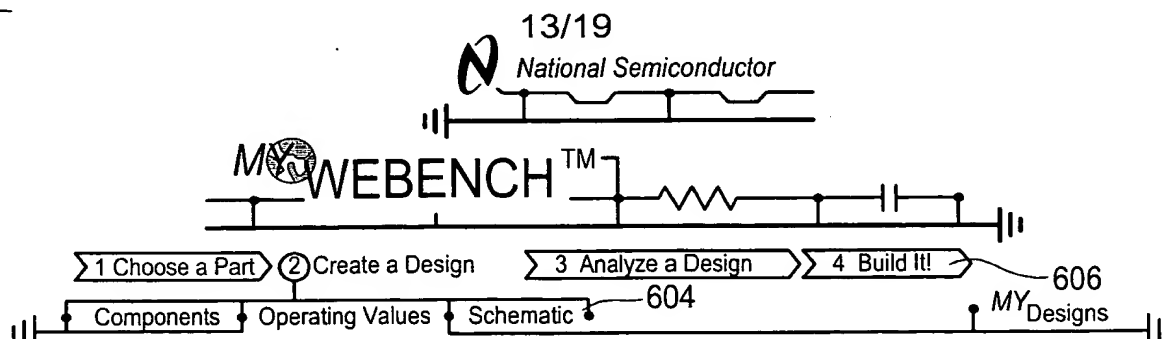 13/19
N National Semiconductor
MY WEBENCH™
1 Choose a Part 2 Create a Design 3 Analyze a Design 4 Build It! 606
Components Operating Values Schematic 604 MY Designs